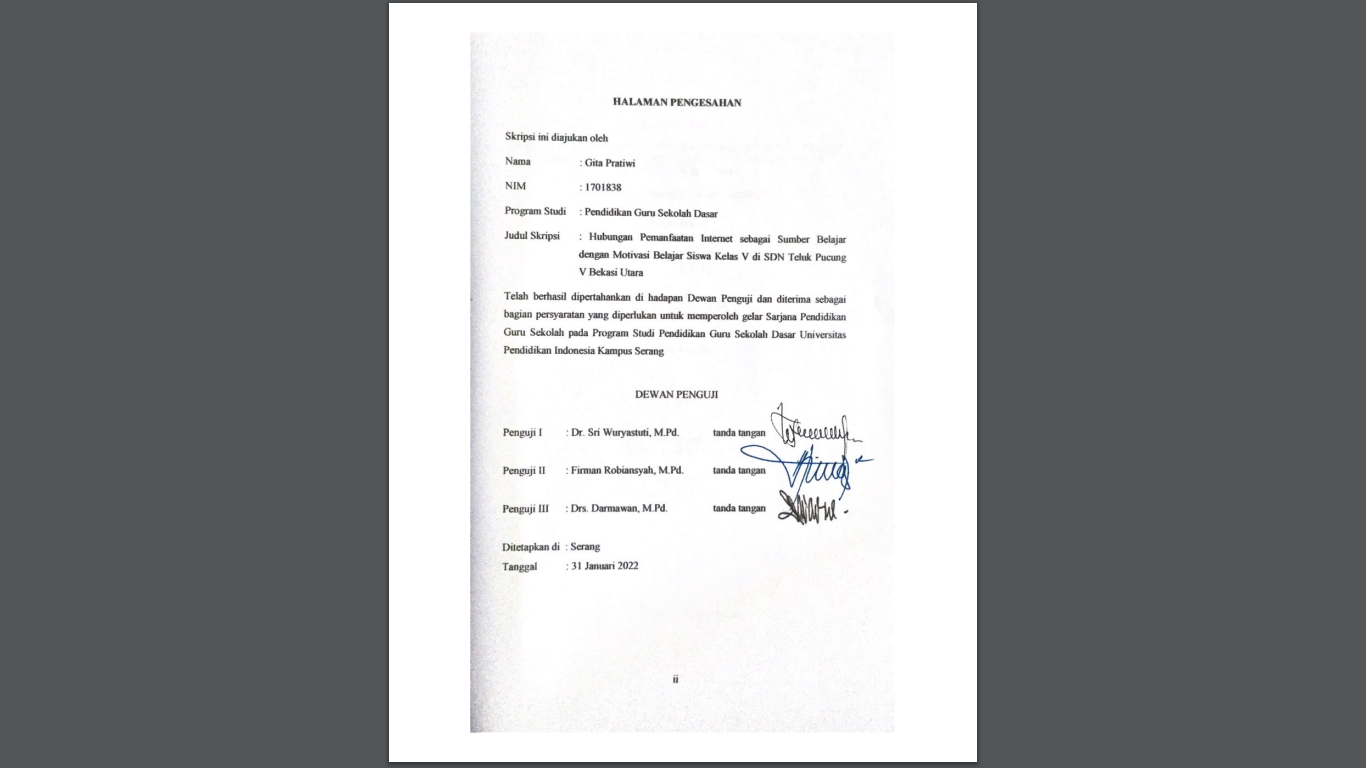 HALAMAN PENGESAHAN
Skripsi ini diajukan oleh
Nama : Gita Pratiwi
NIM : 1701838
Program Studi : Pendidikan Guru Sekolah Dasar
Judul Skripsi : Hubungan Pemanfaatan Internet sebagai Sumber Belajar
dengan Motivasi Belajar Siswa Kelas V di SDN Teluk Pucung
V Bekasi Utara
Telah berhasil dipertahankan di hadapan Dewan Penguji dan diterima sebagai
bagian persyaratan yang diperlukan untuk memperoleh gelar Sarjana Pendidikan
Guru Sekolah pada Program Studi Pendidikan Guru Sekolah Dasar Universitas
Pendidikan Indonesia Kampus Serang
DEWAN PENGUJI
Penguji I : Dr. Sri Wuryastuti, M.Pd. tanda tangan
Penguji II : Firman Robiansyah, M.Pd. tanda tangan
Penguji III : Drs. Darmawan, M.Pd. tanda tangan
Ditetapkan di : Serang
Tanggal : 31 Januari 2022
ii